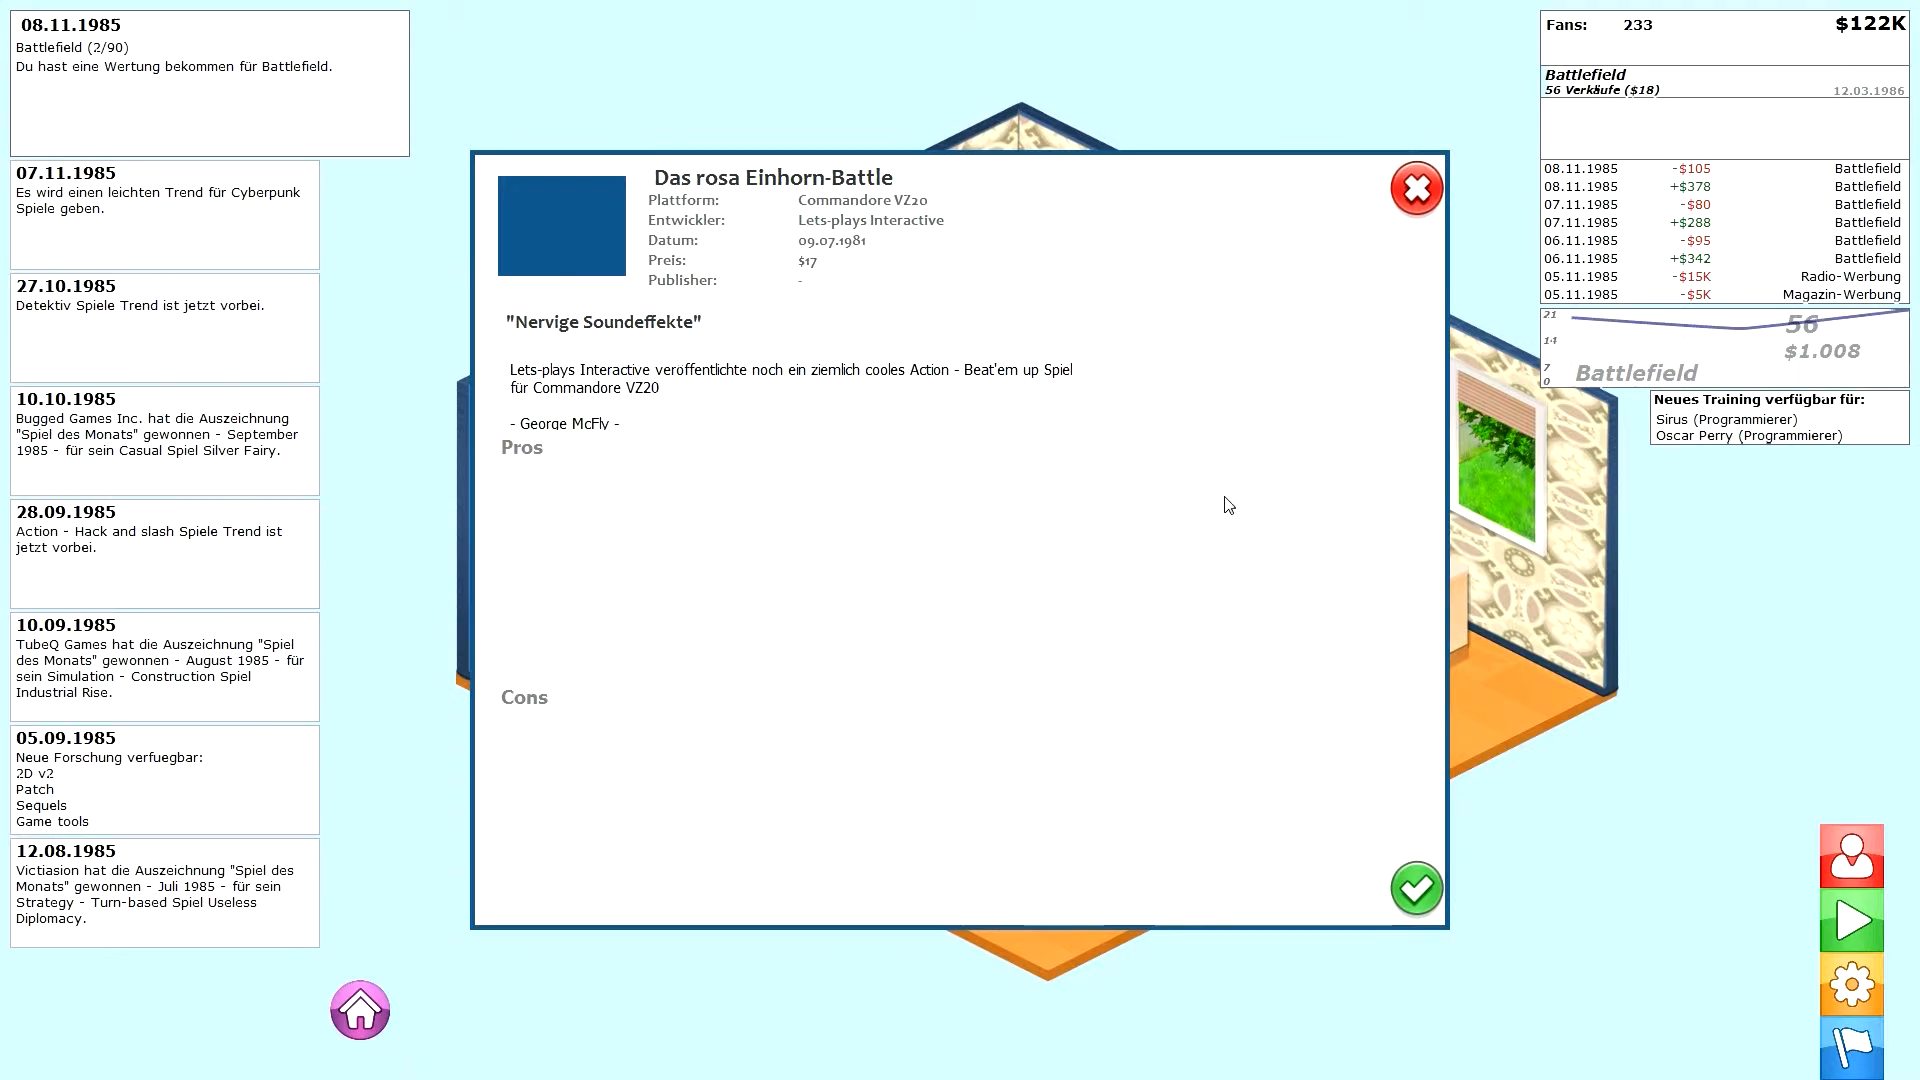 08.11.1985
Battlefield (2/90)
Du hast eine Wertung bekommen für Battlefield.
07.11.1985
Es wird einen leichten Trend für Cyberpunk
Spiele geben.
27.10.1985
Detektiv Spiele Trend ist jetzt vorbei.
10.10.1985
Bugged Games Inc. hat die Auszeichnung
"Spiel des Monats" gewonnen - September
1985 - für sein Casual Spiel Silver Fairy.
28.09.1985
Action - Hack and slash Spiele Trend ist
jetzt vorbei.
10.09.1985
TubeQ Games hat die Auszeichnung "Spiel
des Monats" gewonnen - August 1985 - für
sein Simulation - Construction Spiel
Industrial Rise.
05.09.1985
Neue Forschung verfuegbar:
2D v2
Patch
Sequels
Game tools
12.08.1985
Victiasion hat die Auszeichnung "Spiel des
Monats" gewonnen - Juli 1985 - für sein
Strategy - Turn-based Spiel Useless
Diplomacy.
Das rosa Einhorn-Battle
Plattform: Commandore VZ20
Entwickler: Lets-plays Interactive
Datum: 09.07.1981
Preis: $17
Publisher: -
"Nervige Soundeffekte"
Lets-plays Interactive veröffentlichte noch ein ziemlich cooles Action - Beat'em up Spiel
für Commandore VZ20
- George McFly -
Pros
Cons
Fans: 233 $122K
Battlefield
56 Verkäufe ($18) 12.03.1986
08.11.1985 -$105 Battlefield
08.11.1985 +$378 Battlefield
07.11.1985 -$80 Battlefield
07.11.1985 +$288 Battlefield
06.11.1985 -$95 Battlefield
06.11.1985 +$342 Battlefield
05.11.1985 -$15K Radio-Werbung
05.11.1985 -$5K Magazin-Werbung
21
56
14
$1.008
7
Battlefield
0
Neues Training verfügbar für:
Sirus (Programmierer)
Oscar Perry (Programmierer)